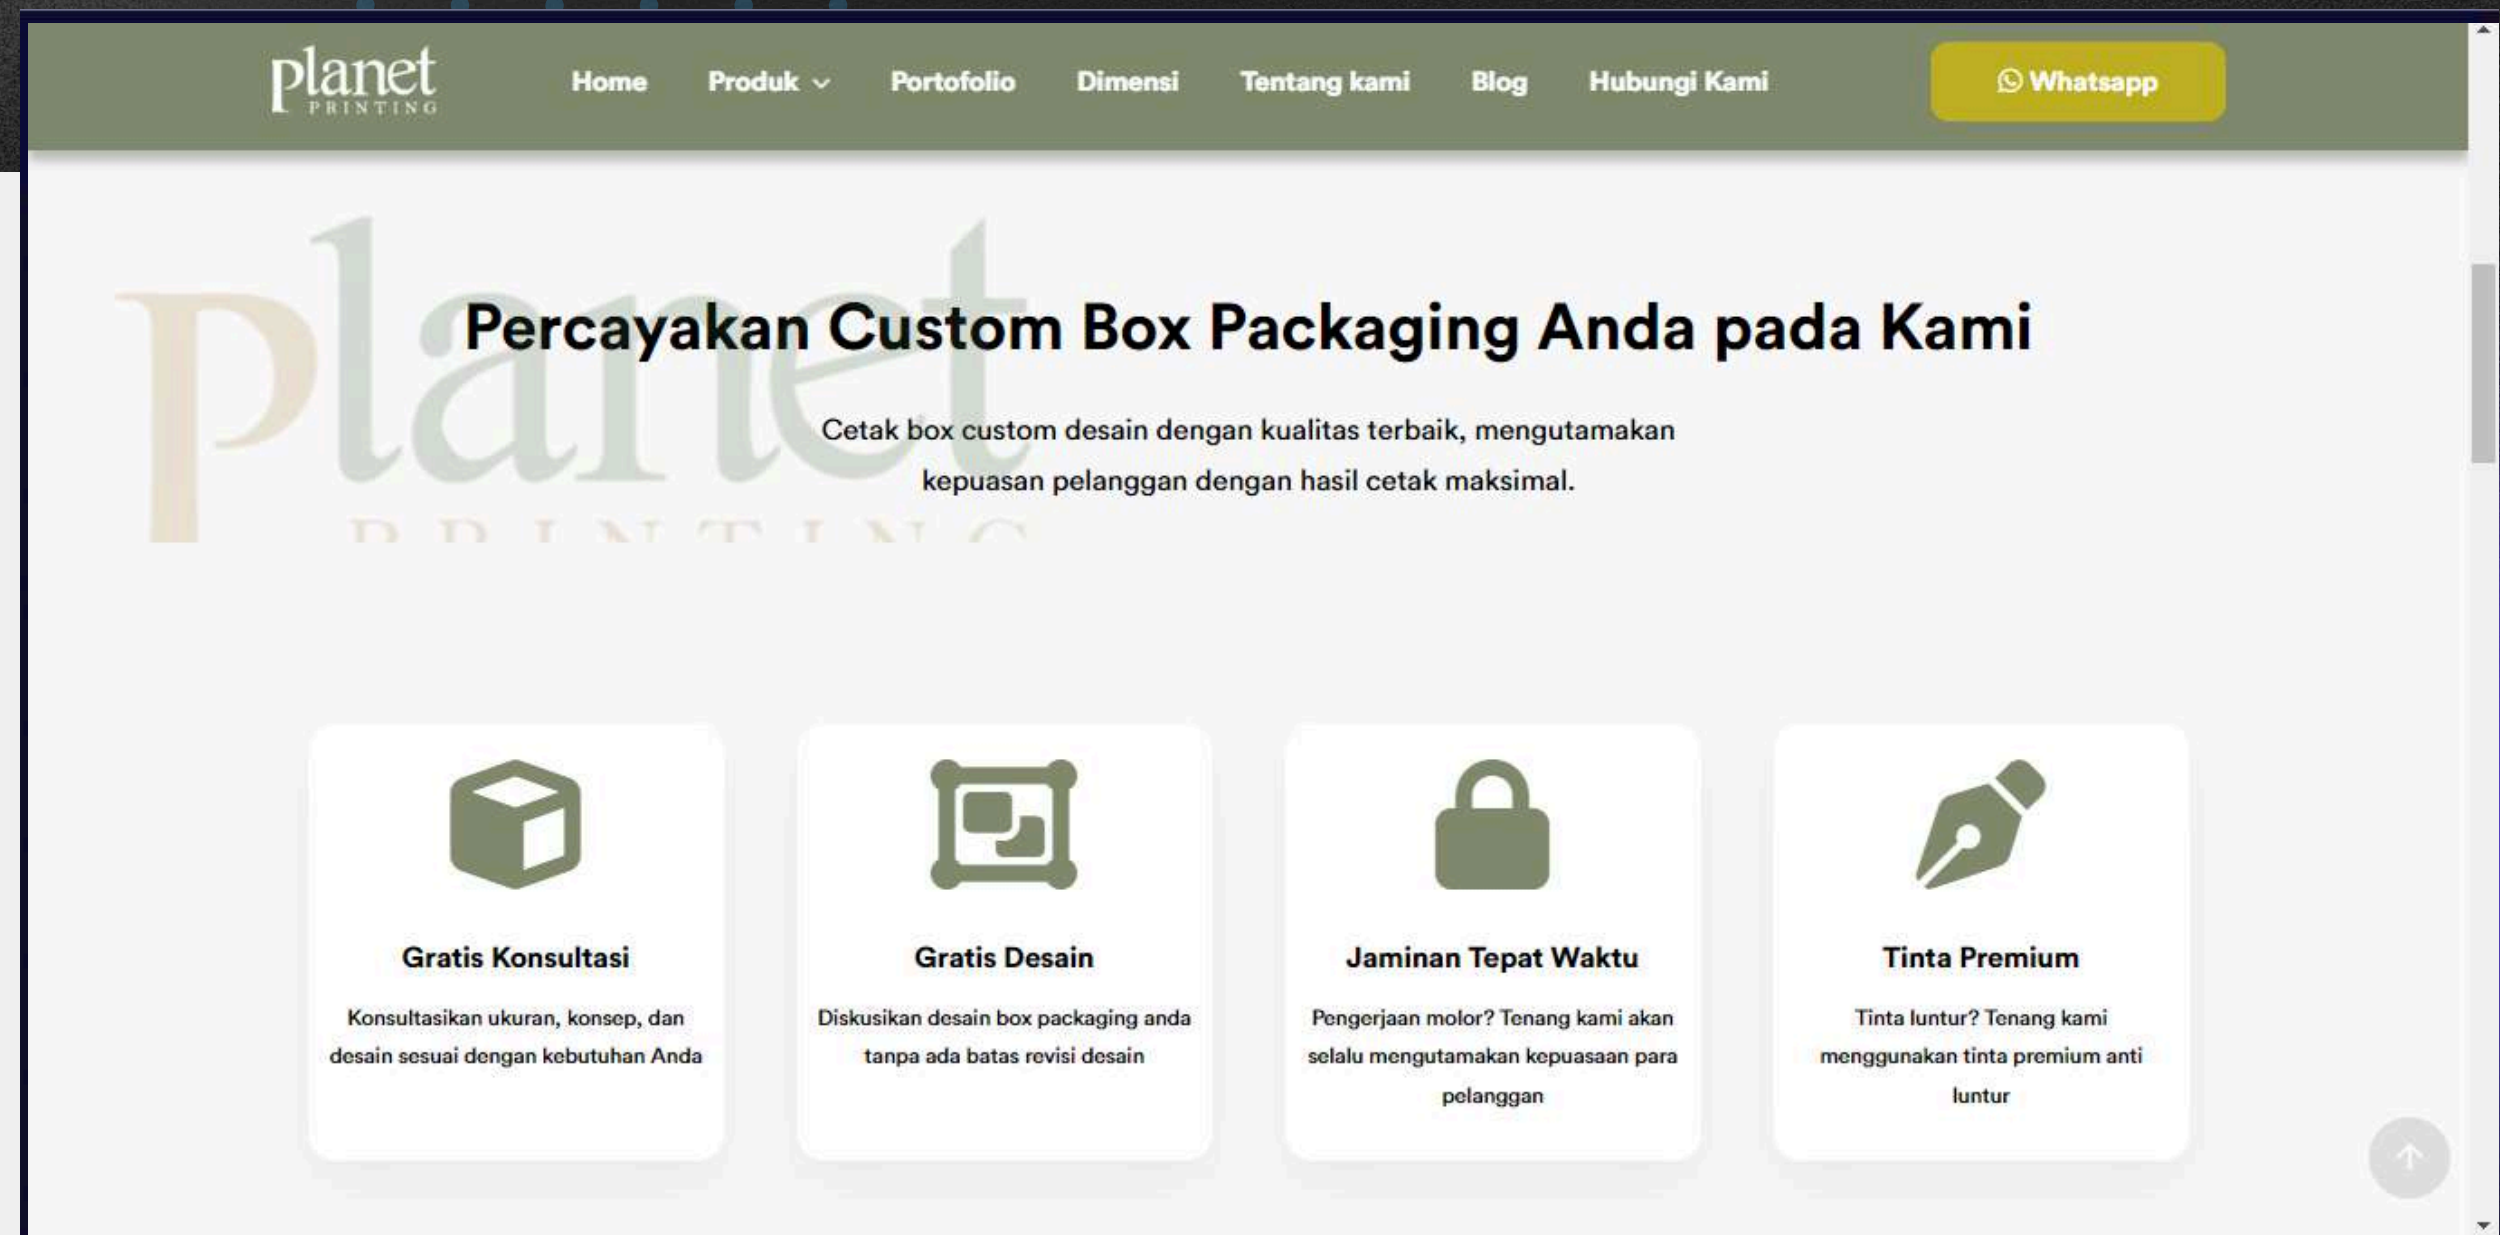 planet
PRINTING
Home Produk Portofolio Dimensi Tentang kami Blog Hubungi Kami Whatsapp
planet
PRINTING
Percayakan Custom Box Packaging Anda pada Kami
Cetak box custom desain dengan kualitas terbaik, mengutamakan
kepuasan pelanggan dengan hasil cetak maksimal.
Gratis Konsultasi
Konsultasikan ukuran, konsep, dan
desain sesuai dengan kebutuhan Anda
Gratis Desain
Diskusikan desain box packaging anda
tanpa ada batas revisi desain
Jaminan Tepat Waktu
Pengerjaan molor? Tenang kami akan
selalu mengutamakan kepuasaan para
pelanggan
Tinta Premium
Tinta luntur? Tenang kami
menggunakan tinta premium anti
luntur